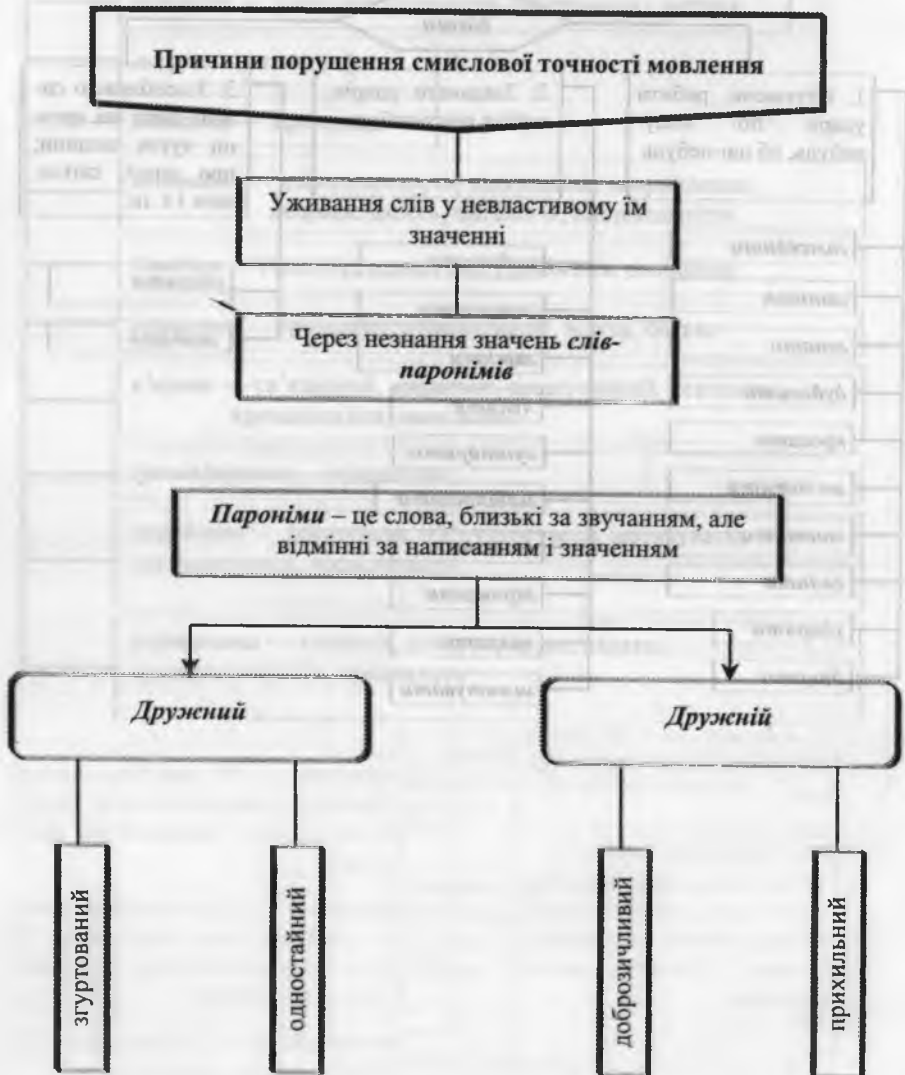 Причини порушення смислової точності мовлення
Уживання слів у невластивому їм
значенні
Через незнання значень слів-
паронімів
Пароніми – це слова, близькі за звучанням, але
відмінні за написанням і значенням
Дружний
Дружній
згуртований
одностайний
доброзичливий
прихильний